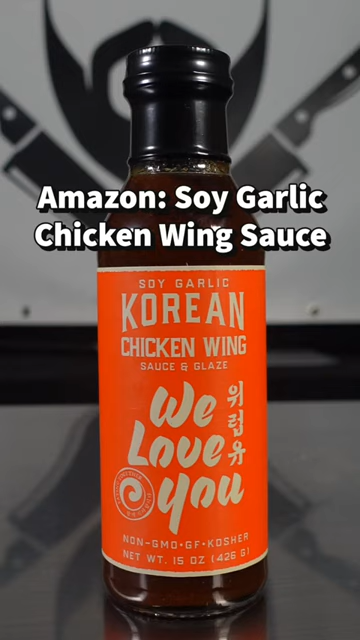 Amazon: Soy Garlic
Chicken Wing Sauce
SOY GARLIC
KOREAN
CHICKEN WING
SAUCE & GLAZE
We
Love
you
위럽유
NON-GMO•GF•KOSHER
NET WT. 15 OZ (426 G)